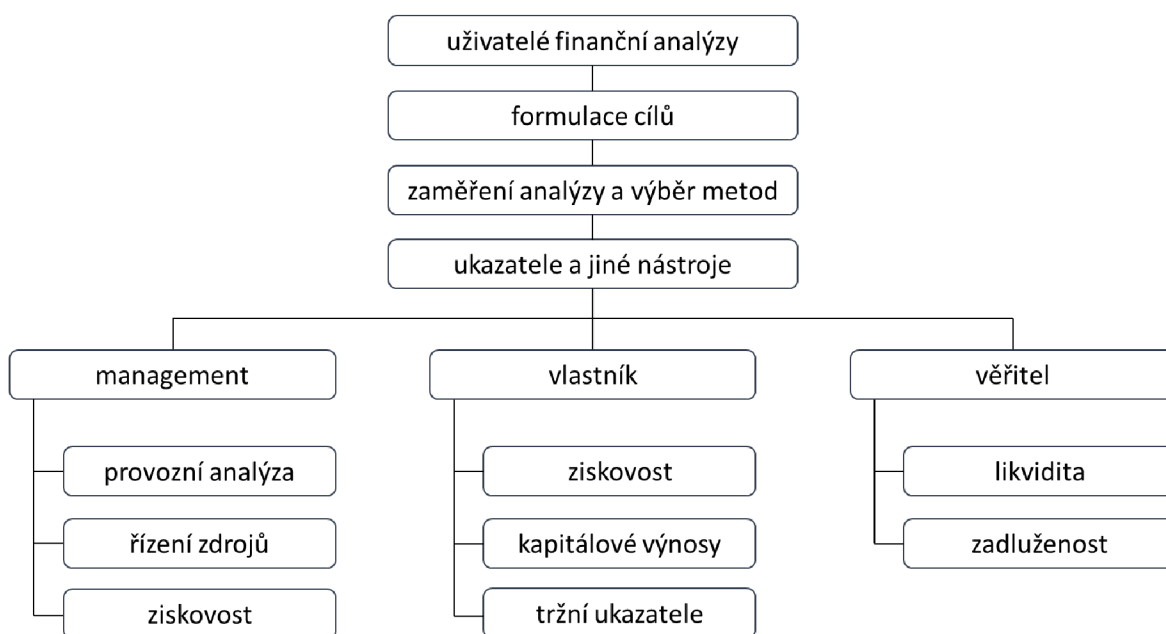 uživatelé finanční analýzy
formulace cílů
zaměření analýzy a výběr metod
ukazatele a jiné nástroje
management
vlastník
věřitel
provozní analýza
ziskovost
likvidita
řízení zdrojů
kapitálové výnosy
zadluženost
ziskovost
tržní ukazatele